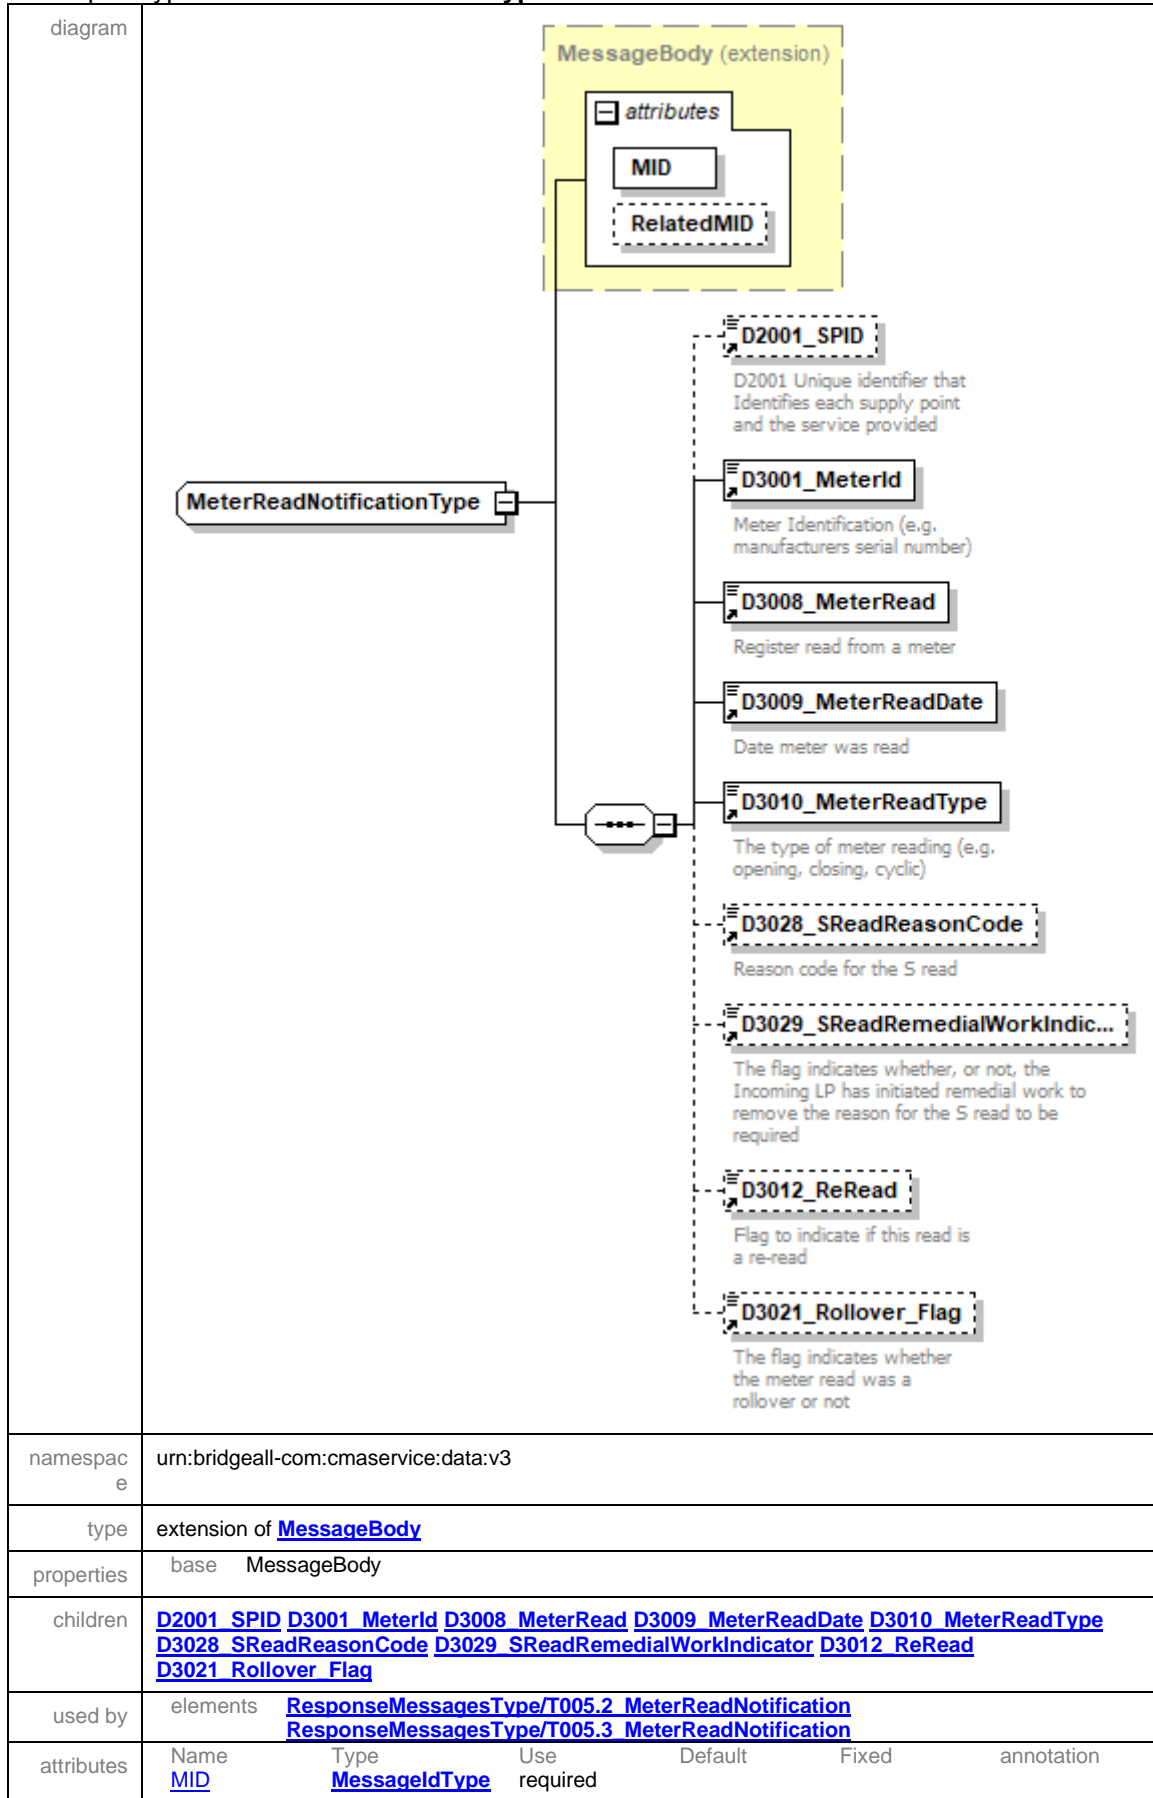 diagram
MessageBody (extension)
attributes
MID
RelatedMID
D2001_SPID
D2001 Unique identifier that
Identifies each supply point
and the service provided
MeterReadNotificationType
D3001_MeterId
Meter Identification (e.g.
manufacturers serial number)
D3008_MeterRead
Register read from a meter
D3009_MeterReadDate
Date meter was read
D3010_MeterReadType
The type of meter reading (e.g.
opening, closing, cyclic)
D3028_SReadReasonCode
Reason code for the S read
D3029_SReadRemedialWorkIndic...
The flag indicates whether, or not, the
Incoming LP has initiated remedial work to
remove the reason for the S read to be
required
D3012_ReRead
Flag to indicate if this read is
a re-read
D3021_Rollover_Flag
The flag indicates whether
the meter read was a
rollover or not
namespac
e
urn:bridgeall-com:cmaservice:data:v3
type extension of MessageBody
properties base MessageBody
children D2001_SPID D3001_MeterId D3008_MeterRead D3009_MeterReadDate D3010_MeterReadType
D3028_SReadReasonCode D3029_SReadRemedialWorkIndicator D3012_ReRead
D3021_Rollover_Flag
used by elements ResponseMessagesType/T005.2_MeterReadNotification
ResponseMessagesType/T005.3_MeterReadNotification
attributes Name Type Use Default Fixed annotation
MID MessageIdType required